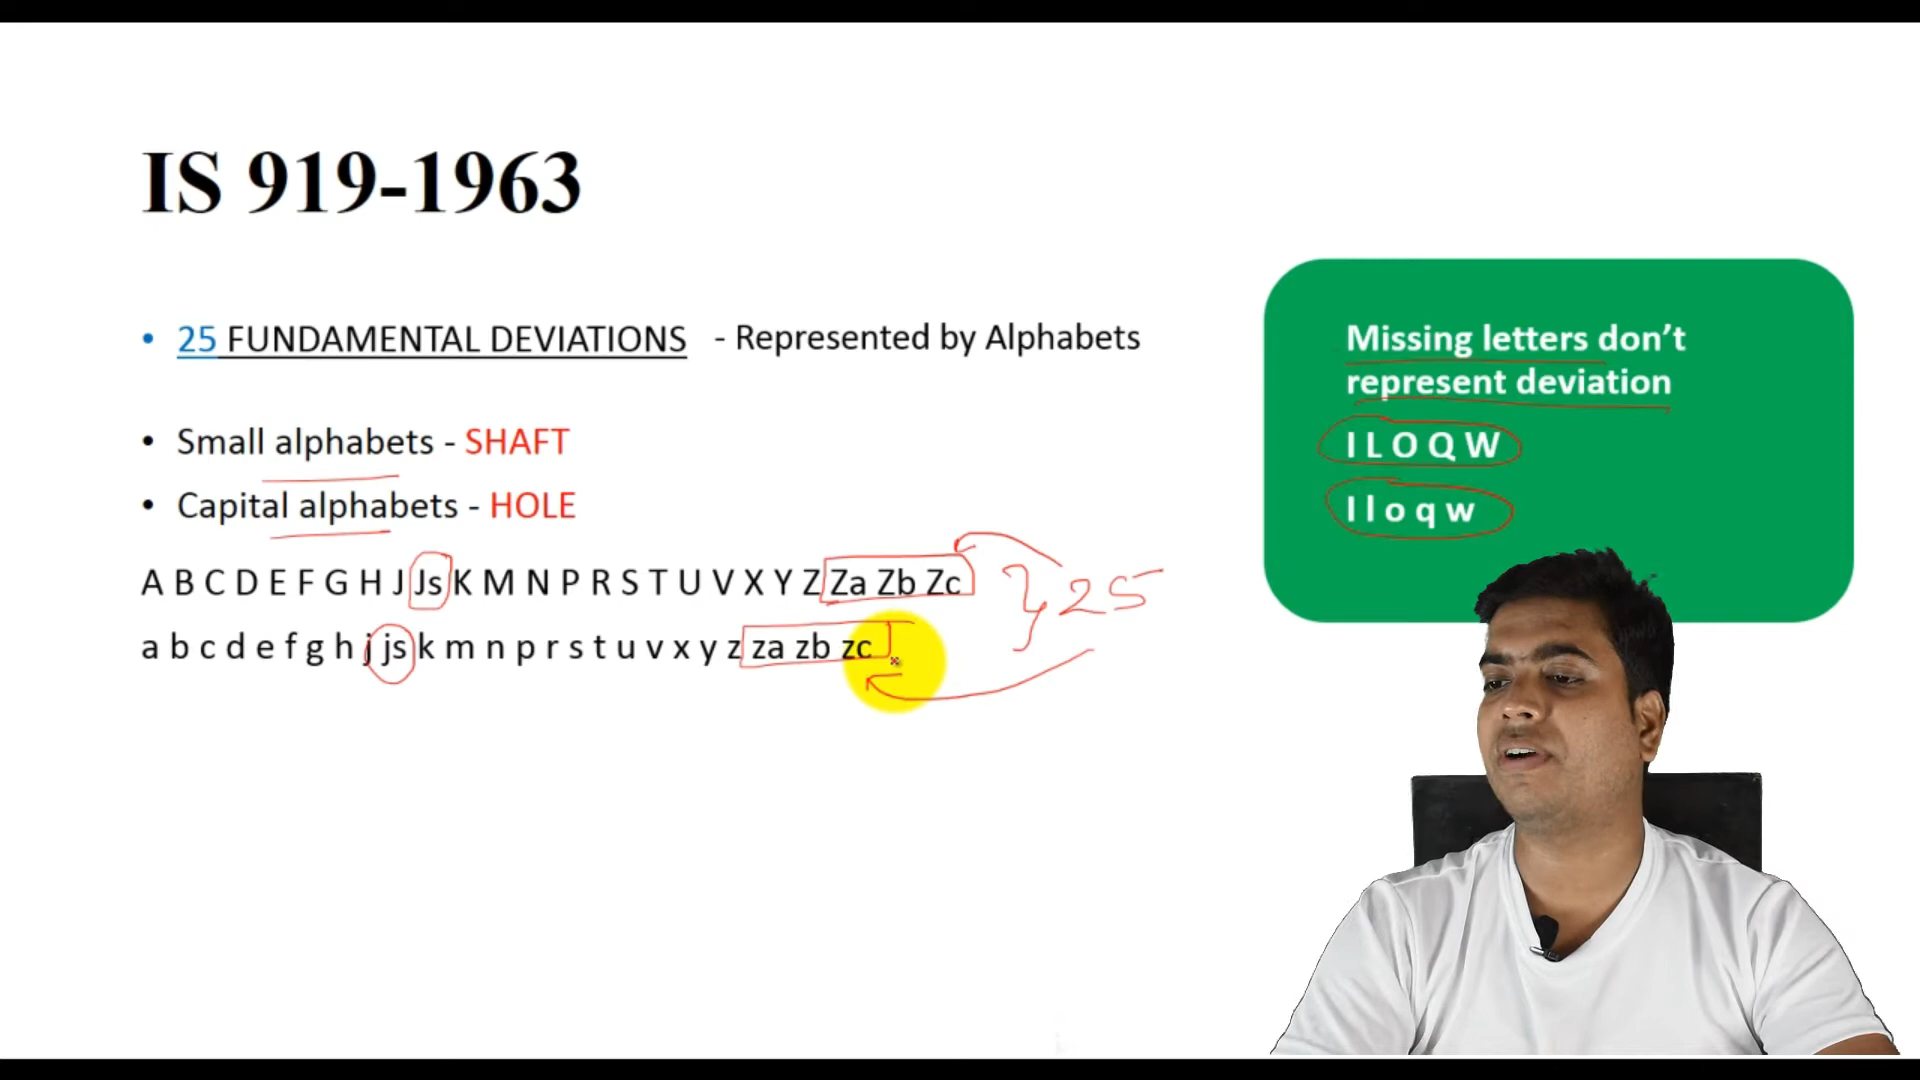 IS 919-1963
• 25 FUNDAMENTAL DEVIATIONS - Represented by Alphabets
• Small alphabets - SHAFT
• Capital alphabets - HOLE
A B C D E F G H J Js K M N P R S T U V X Y Z Za Zb Zc
a b c d e f g h j js k m n p r s t u v x y z za zb zc
25
Missing letters don't
represent deviation
I L O Q W
I l o q w